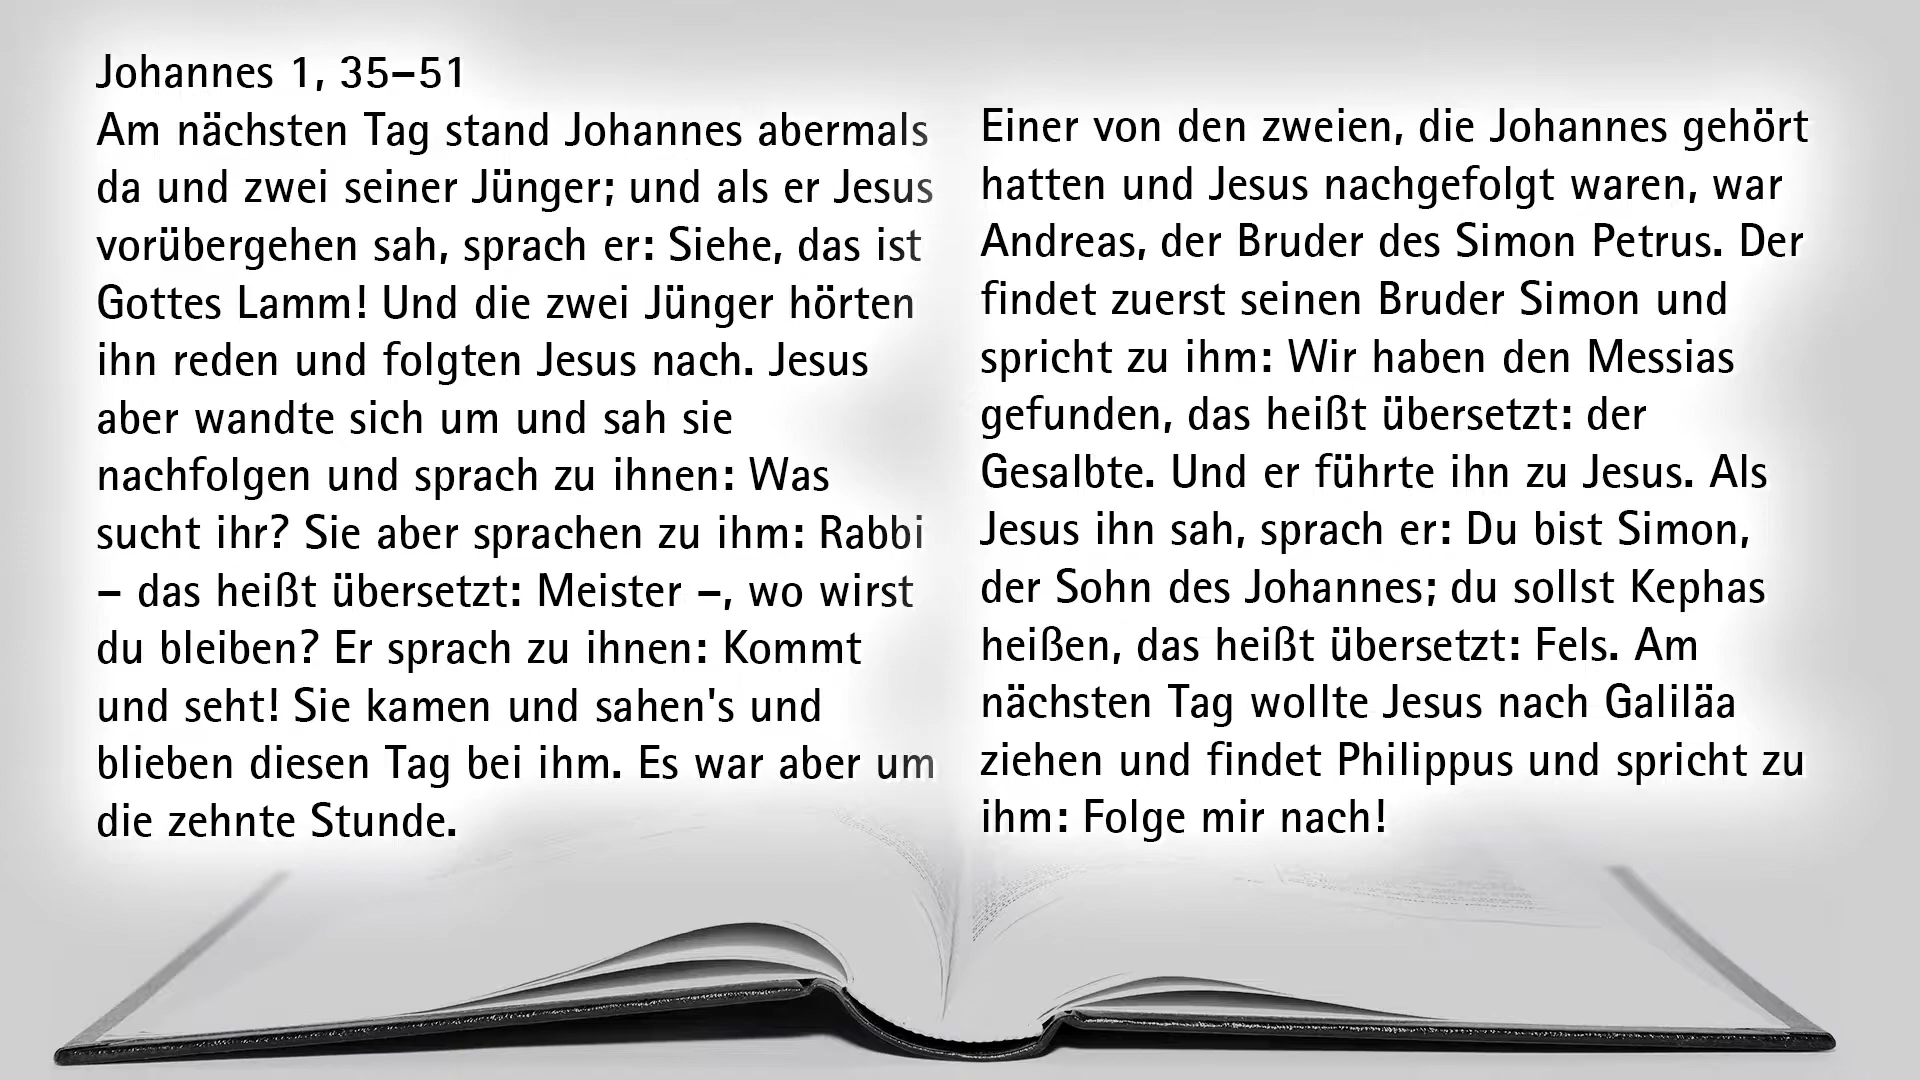 Johannes 1, 35–51
Am nächsten Tag stand Johannes abermals
da und zwei seiner Jünger; und als er Jesus
vorübergehen sah, sprach er: Siehe, das ist
Gottes Lamm! Und die zwei Jünger hörten
ihn reden und folgten Jesus nach. Jesus
aber wandte sich um und sah sie
nachfolgen und sprach zu ihnen: Was
sucht ihr? Sie aber sprachen zu ihm: Rabbi
– das heißt übersetzt: Meister –, wo wirst
du bleiben? Er sprach zu ihnen: Kommt
und seht! Sie kamen und sahen's und
blieben diesen Tag bei ihm. Es war aber um
die zehnte Stunde.
Einer von den zweien, die Johannes gehört
hatten und Jesus nachgefolgt waren, war
Andreas, der Bruder des Simon Petrus. Der
findet zuerst seinen Bruder Simon und
spricht zu ihm: Wir haben den Messias
gefunden, das heißt übersetzt: der
Gesalbte. Und er führte ihn zu Jesus. Als
Jesus ihn sah, sprach er: Du bist Simon,
der Sohn des Johannes; du sollst Kephas
heißen, das heißt übersetzt: Fels. Am
nächsten Tag wollte Jesus nach Galiläa
ziehen und findet Philippus und spricht zu
ihm: Folge mir nach!